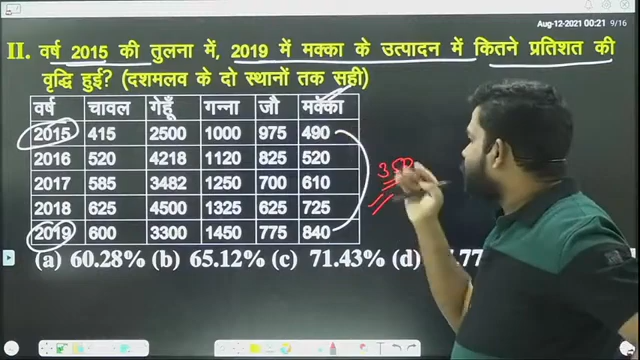 Aug-12-2021 00:21 9/16
II. वर्ष 2015 की तुलना में, 2019 में मक्का के उत्पादन में कितने प्रतिशत की
वृद्धि हुई? (दशमलव के दो स्थानों तक सही)
वर्ष चावल गेहूँ गन्ना जौ मक्का
2015 415 2500 1000 975 490
2016 520 4218 1120 825 520
2017 585 3482 1250 700 610
2018 625 4500 1325 625 725
2019 600 3300 1450 775 840
350
(a) 60.28% (b) 65.12% (c) 71.43% (d)